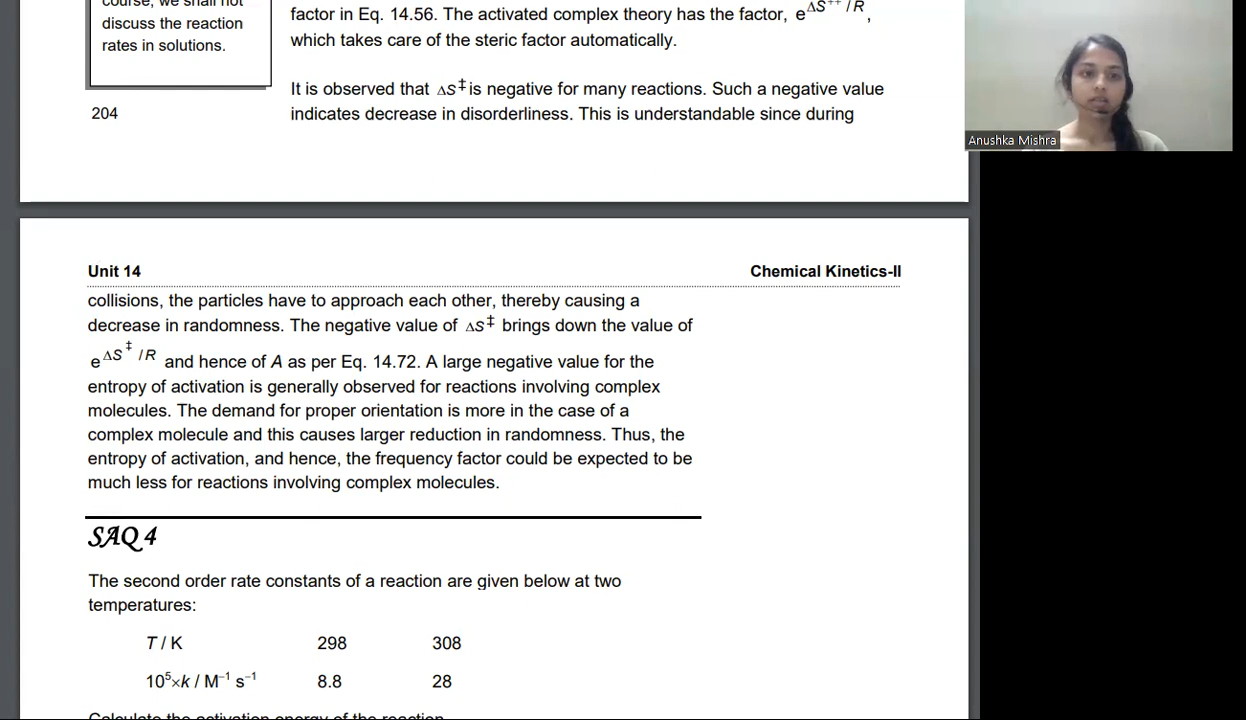 course, we shall not
discuss the reaction
rates in solutions.
204
factor in Eq. 14.56. The activated complex theory has the factor, e^ΔS‡‡/R,
which takes care of the steric factor automatically.
It is observed that ΔS‡ is negative for many reactions. Such a negative value
indicates decrease in disorderliness. This is understandable since during
Anushka Mishra
Unit 14 Chemical Kinetics-II
collisions, the particles have to approach each other, thereby causing a
decrease in randomness. The negative value of ΔS‡ brings down the value of
e^ΔS‡/R and hence of A as per Eq. 14.72. A large negative value for the
entropy of activation is generally observed for reactions involving complex
molecules. The demand for proper orientation is more in the case of a
complex molecule and this causes larger reduction in randomness. Thus, the
entropy of activation, and hence, the frequency factor could be expected to be
much less for reactions involving complex molecules.
SAQ 4
The second order rate constants of a reaction are given below at two
temperatures:
T / K 298 308
10⁵×k / M⁻¹ s⁻¹ 8.8 28
Calculate the activation energy of the reaction